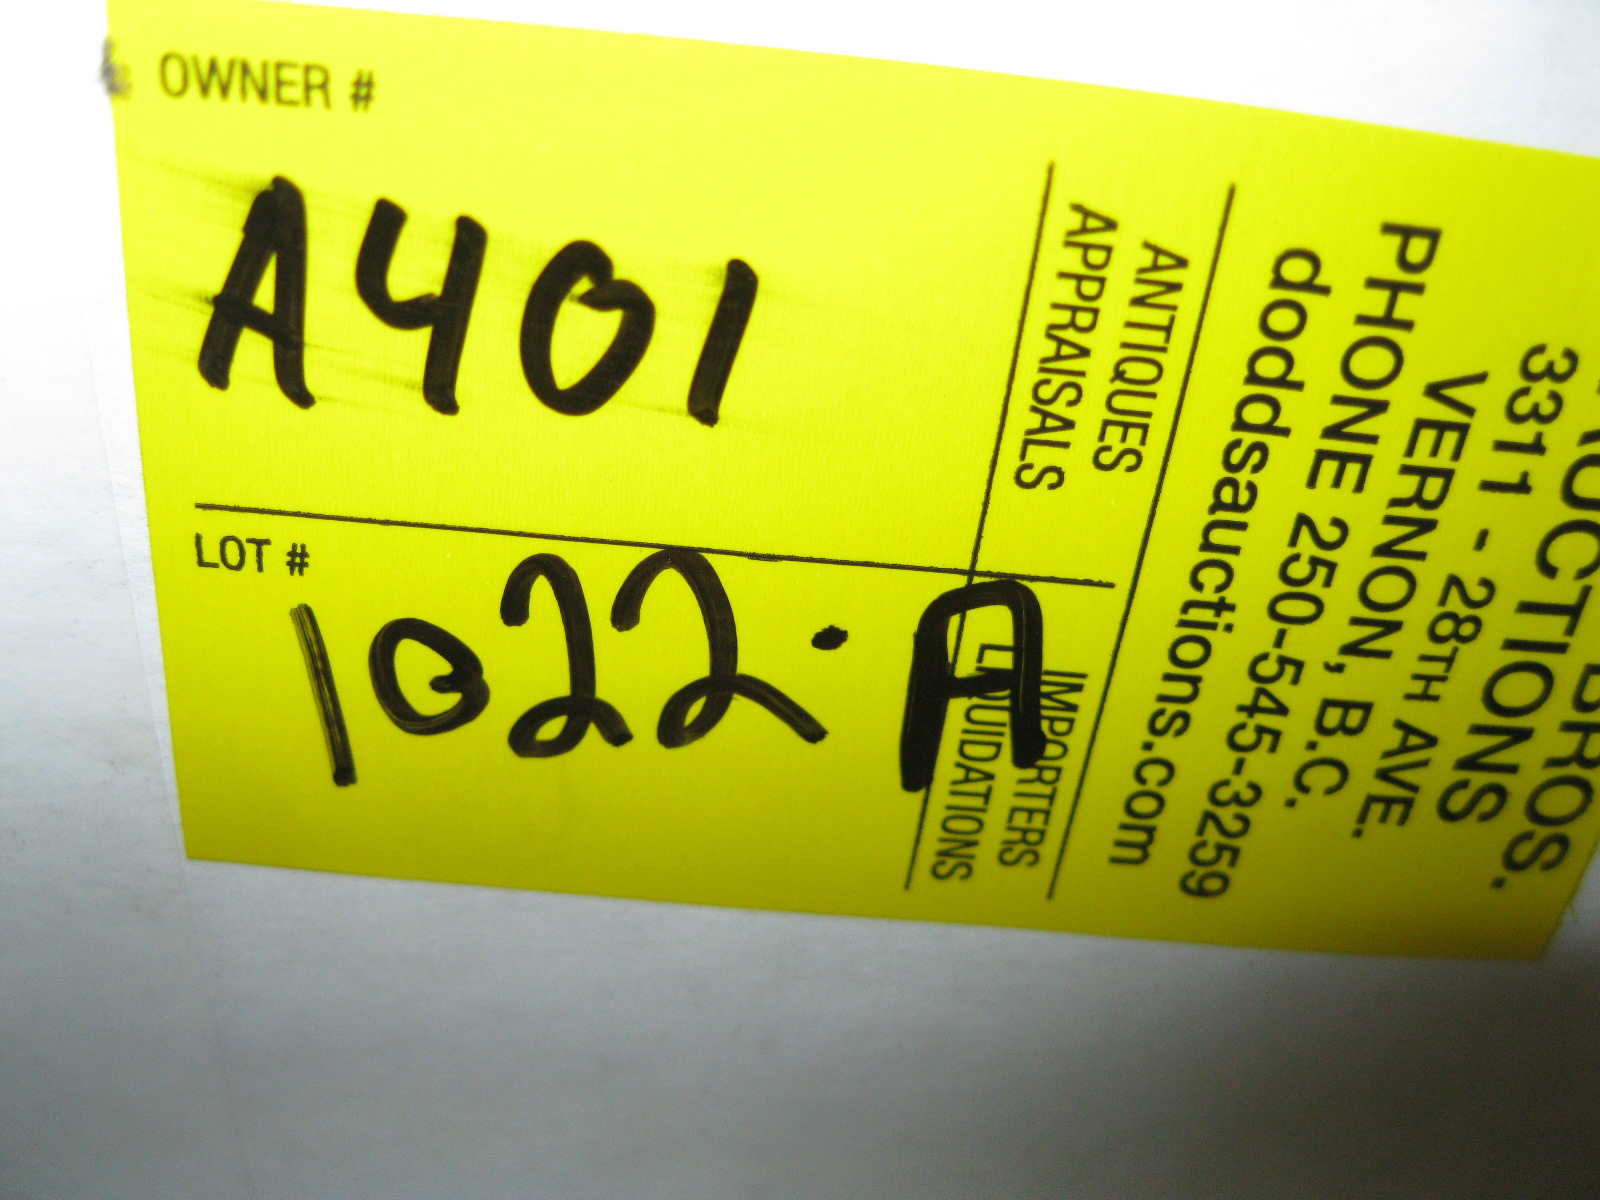 OWNER #
A401
LOT #
1022.A
BROS.
AUCTIONS
3311 - 28TH AVE.
VERNON, B.C.
PHONE 250-545-3259
doddsauctions.com
ANTIQUES
APPRAISALS
IMPORTERS
LIQUIDATIONS